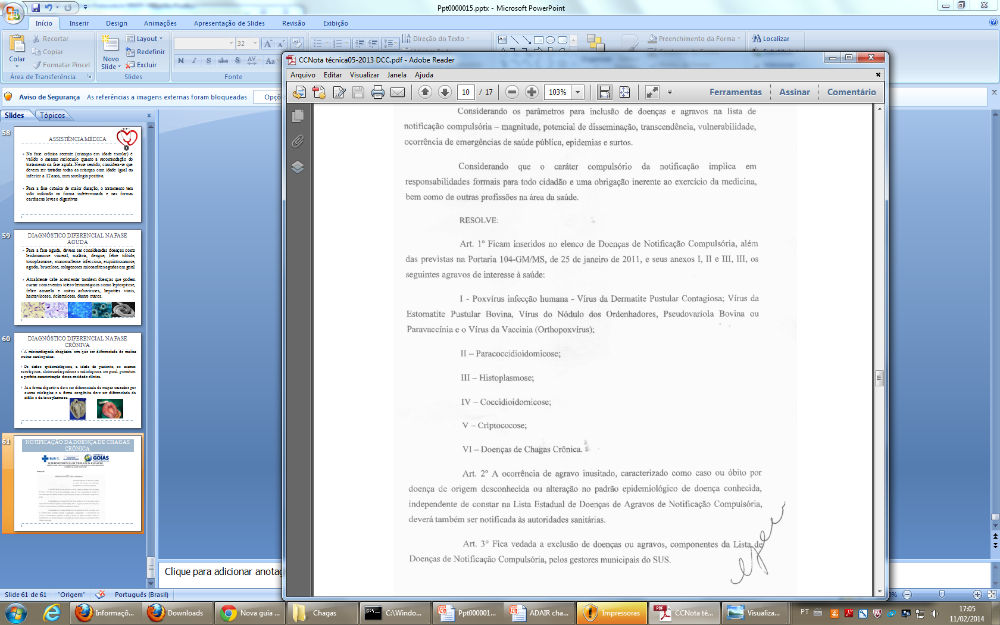 Ppt0000015.pptx - Microsoft PowerPoint
Início
Inserir
Design
Animações
Apresentação de Slides
Revisão
Exibição
Colar
Recortar
Copiar
Formatar Pincel
Área de Transferência
Novo
Slide
Layout
Redefinir
Excluir
Slides
32
N I S abc S AV Aa
Fonte
Direção do Texto
Preenchimento da Forma
Localizar
Aviso de Segurança As referências a imagens externas foram bloqueadas
Slides
Tópicos
58
ASSISTÊNCIA MÉDICA
Na fase crônica recente (crianças em idade escolar) é
válido o mesmo raciocínio quanto à recomendação do
tratamento na fase aguda. Nesse sentido, considera-se que
devem ser tratadas todas as crianças com idade igual ou
inferior a 12 anos, com sorologia positiva.
Para a fase crônica de maior duração, o tratamento tem
sido indicado na forma indeterminada e nas formas
cardíacas leves e digestivas
59
DIAGNÓSTICO DIFERENCIAL NA FASE
AGUDA
Para a fase aguda, devem ser consideradas doenças como
leishmaniose visceral, malária, dengue, febre tifóide,
toxoplasmose, mononucleose infecciosa, esquistossomose,
aguda, brucelose, colagenoses miocardites agudas em geral
Atualmente cabe acrescentar também doenças que podem
cursar com eventos íctero-hemorrágicos como leptospirose,
febre amarela e outras arboviroses, hepatites virais,
hantaviroses, rickettsioses, dentre outros.
60
DIAGNÓSTICO DIFERENCIAL NA FASE
CRÔNIVA
A miocardiopatia chagásica tem que ser diferenciada de muitas
outras cardiopatias.
Os dados epidemiológicos, a idade do paciente, os exames
sorológicos, eletrocardiográficos e radiológicos, em geral, permitem
a perfeita caracterização dessa entidade clínica.
Já a forma digestiva deve ser diferenciada de megas causados por
outras etiologias e a forma congênita deve ser diferenciada da
sífilis e da toxoplasmose.
61
NOTIFICAÇÃO DA DOENÇA DE CHAGAS
CRÔNICA
SUS
GOIÁS
SUPERINTENDÊNCIA DE VIGILÂNCIA EM SAÚDE
CCNota técnica05-2013 DCC.pdf - Adobe Reader
Arquivo Editar Visualizar Janela Ajuda
10 / 17
103%
Ferramentas
Assinar
Comentário
Considerando os parâmetros para inclusão de doenças e agravos na lista de
notificação compulsória – magnitude, potencial de disseminação, transcendência, vulnerabilidade,
ocorrência de emergências de saúde pública, epidemias e surtos.
Considerando que o caráter compulsório da notificação implica em
responsabilidades formais para todo cidadão e uma obrigação inerente ao exercício da medicina,
bem como de outras profissões na área da saúde.
RESOLVE:
Art. 1º Ficam inseridos no elenco de Doenças de Notificação Compulsória, além
das previstas na Portaria 104-GM/MS, de 25 de janeiro de 2011, e seus anexos I, II e III, III, os
seguintes agravos de interesse à saúde:
I - Poxvírus infecção humana - Vírus da Dermatite Pustular Contagiosa; Vírus da
Estomatite Pustular Bovina, Vírus do Nódulo dos Ordenhadores, Pseudovaríola Bovina ou
Paravaccínia e o Vírus da Vaccinia (Orthopoxvírus);
II – Paracoccidioidomicose;
III – Histoplasmose;
IV – Coccidioidomicose;
V – Criptococose;
VI – Doenças de Chagas Crônica.
Art. 2º A ocorrência de agravo inusitado, caracterizado como caso ou óbito por
doença de origem desconhecida ou alteração no padrão epidemiológico de doença conhecida,
independente de constar na Lista Estadual de Doenças de Agravos de Notificação Compulsória,
deverá também ser notificada às autoridades sanitárias.
Art. 3º Fica vedada a exclusão de doenças ou agravos, componentes da Lista de
Doenças de Notificação Compulsória, pelos gestores municipais do SUS.
Clique para adicionar anotaç
Slide 61 de 61
"Origem"
Português (Brasil)
Informaçõ...
Downloads
Nova guia ...
Chagas
C:\Windo...
Ppt000001...
ADAIR cha...
Impressoras
CCNota té...
Visualiza...
PT
17:05
11/02/2014